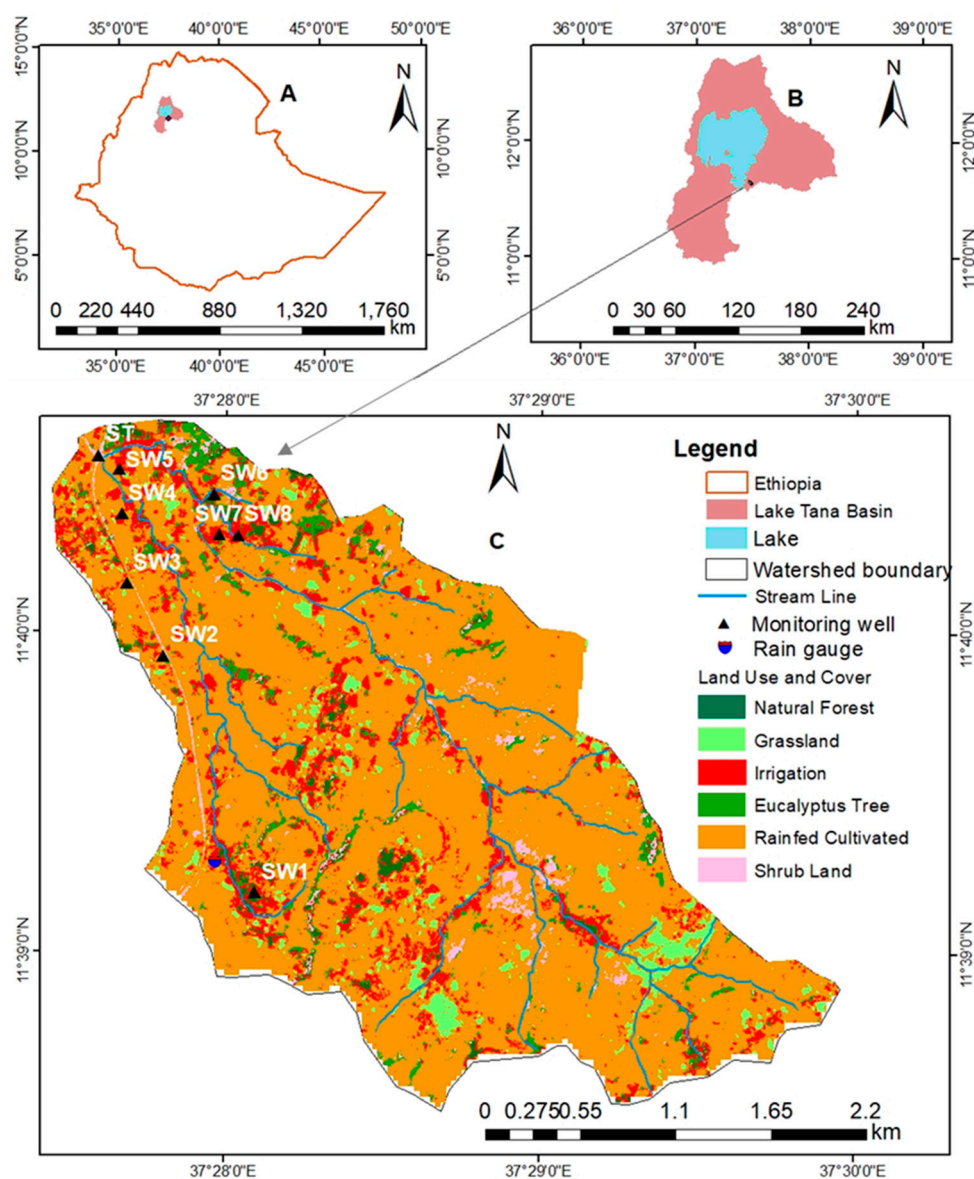 35°0'0"E 40°0'0"E 45°0'0"E 50°0'0"E
15°0'0"N
10°0'0"N
5°0'0"N
A
N
10°0'0"N
5°0'0"N
0 220 440 880 1,320 1,760
km
35°0'0"E 40°0'0"E 45°0'0"E
36°0'0"E 37°0'0"E 38°0'0"E 39°0'0"E
12°0'0"N
11°0'0"N
B
N
12°0'0"N
11°0'0"N
0 30 60 120 180 240
km
36°0'0"E 37°0'0"E 38°0'0"E 39°0'0"E
37°28'0"E 37°29'0"E 37°30'0"E
11°40'0"N
11°39'0"N
ST
SW5
SW4
SW6
SW7 SW8
SW3
SW2
SW1
C
N
Legend
Ethiopia
Lake Tana Basin
Lake
Watershed boundary
Stream Line
Monitoring well
Rain gauge
Land Use and Cover
Natural Forest
Grassland
Irrigation
Eucalyptus Tree
Rainfed Cultivated
Shrub Land
11°40'0"N
11°39'0"N
0 0.275 0.55 1.1 1.65 2.2
km
37°28'0"E 37°29'0"E 37°30'0"E